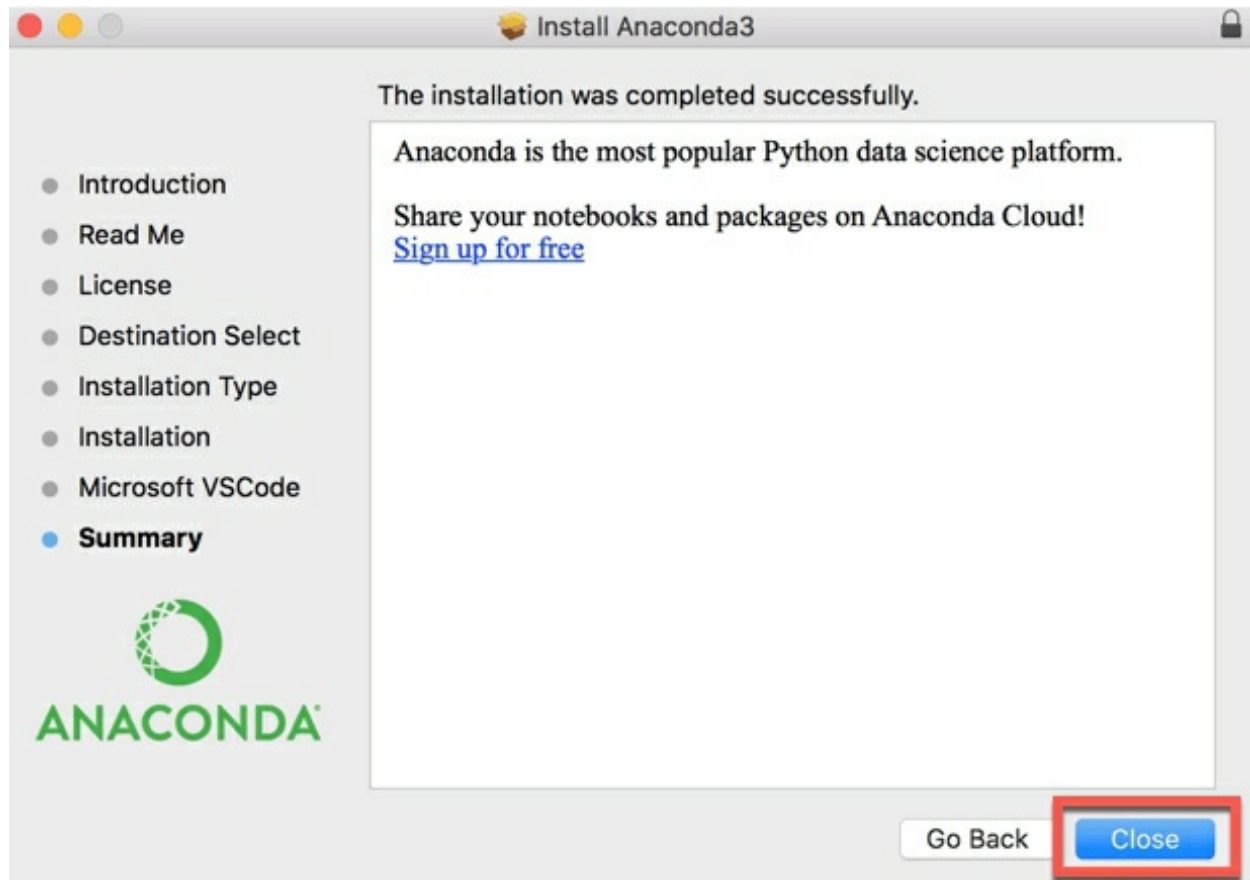 Install Anaconda3
The installation was completed successfully.
Introduction
Read Me
License
Destination Select
Installation Type
Installation
Microsoft VSCode
Summary
ANACONDA
Anaconda is the most popular Python data science platform.
Share your notebooks and packages on Anaconda Cloud!
Sign up for free
Go Back
Close